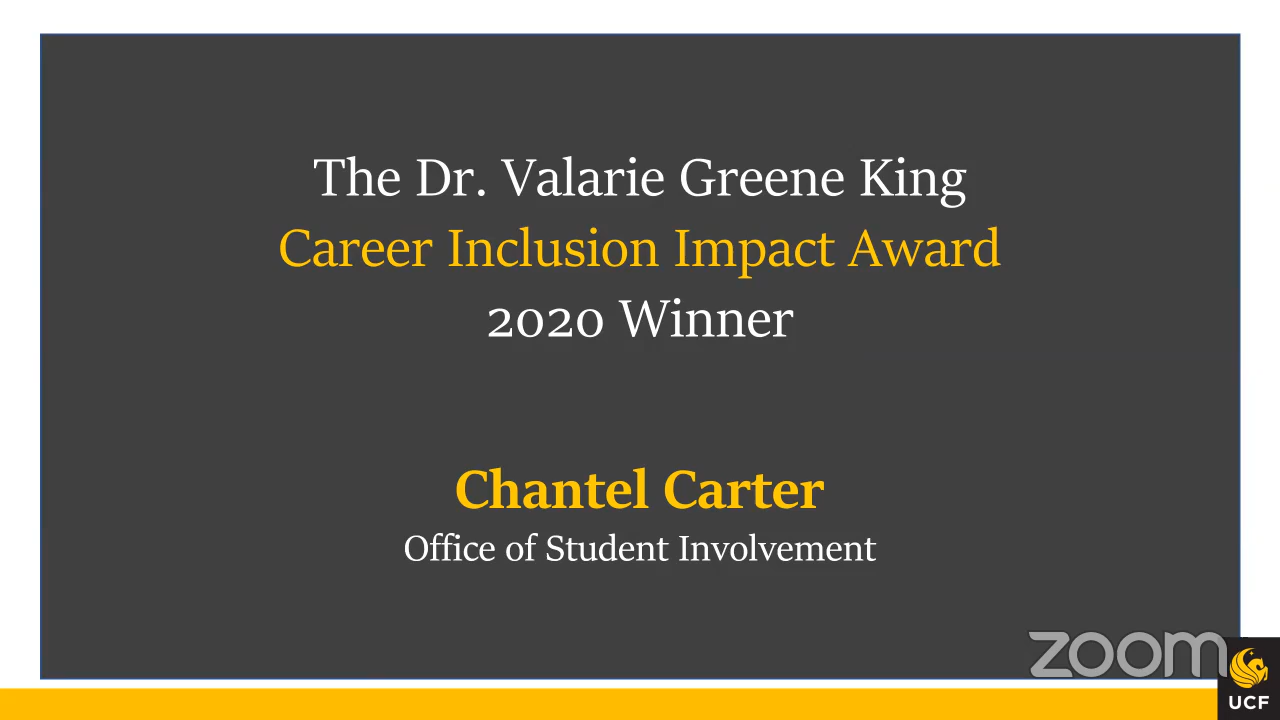 The Dr. Valarie Greene King
Career Inclusion Impact Award
2020 Winner
Chantel Carter
Office of Student Involvement
zoom
UCF